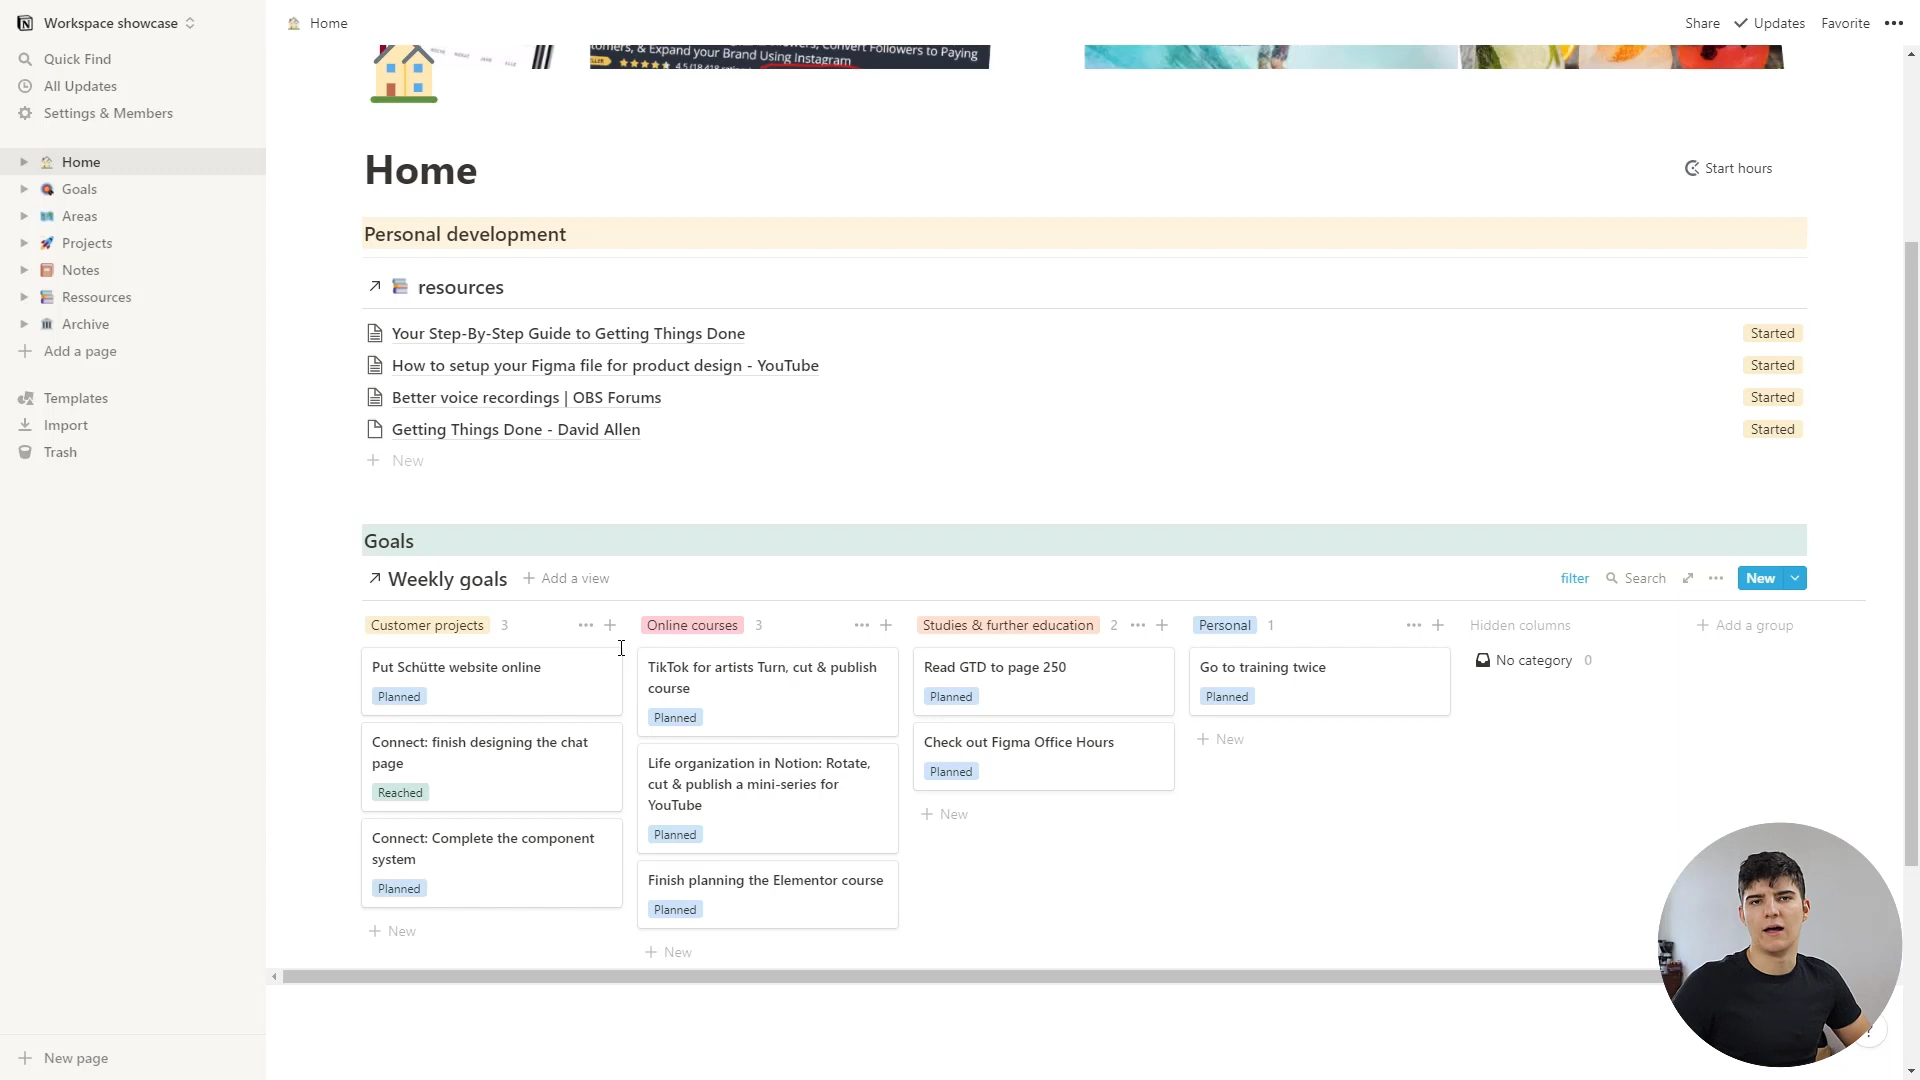 Workspace showcase
Home
Share
Updates
Favorite
Quick Find
All Updates
Settings & Members
Home
Goals
Areas
Projects
Notes
Ressources
Archive
Add a page
Templates
Import
Trash
New page
Customers, Convert Followers to Paying
tomers, & Expand your Brand Using Instagram
Home
Start hours
Personal development
resources
Your Step-By-Step Guide to Getting Things Done
Started
How to setup your Figma file for product design - YouTube
Started
Better voice recordings | OBS Forums
Started
Getting Things Done - David Allen
Started
New
Goals
Weekly goals
Add a view
filter
Search
New
Customer projects 3
Put Schütte website online
Planned
Connect: finish designing the chat
page
Reached
Connect: Complete the component
system
Planned
New
Online courses 3
TikTok for artists Turn, cut & publish
course
Planned
Life organization in Notion: Rotate,
cut & publish a mini-series for
YouTube
Planned
Finish planning the Elementor course
Planned
New
Studies & further education 2
Read GTD to page 250
Planned
Check out Figma Office Hours
Planned
New
Personal 1
Go to training twice
Planned
New
Hidden columns
No category 0
Add a group
?